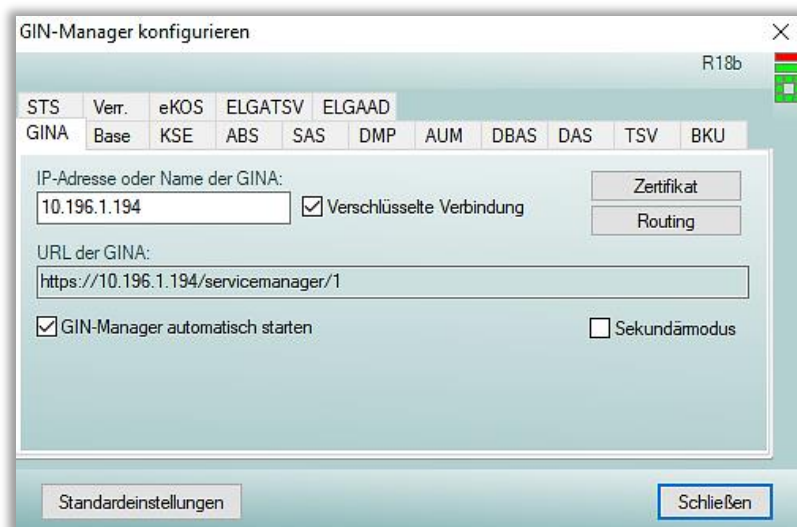 GIN-Manager konfigurieren
R18b
STS Verr. eKOS ELGATSV ELGAAD
GINA Base KSE ABS SAS DMP AUM DBAS DAS TSV BKU
IP-Adresse oder Name der GINA:
10.196.1.194 Verschlüsselte Verbindung Zertifikat
Routing
URL der GINA:
https://10.196.1.194/servicemanager/1
GIN-Manager automatisch starten Sekundärmodus
Standardeinstellungen Schließen